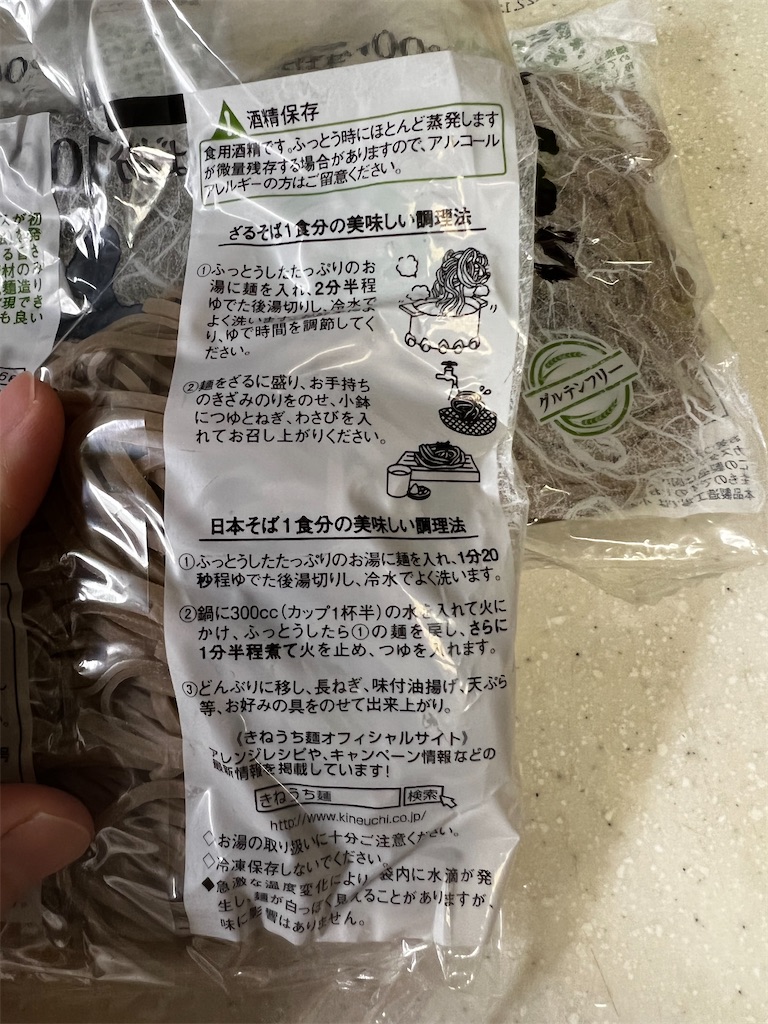 酒精保存
食用酒精です。ふっとう時にほとんど蒸発します
が微量残存する場合がありますので、アルコール
アレルギーの方はご留意ください。
ざるそば1食分の美味しい調理法
①ふっとうしたたっぷりのお
湯に麺を入れ、2分半程
ゆでた後湯切りし、冷水で
よく洗い
り、ゆで時間を調節してく
ださい。
②麺をざるに盛り、お手持ち
のきざみのりをのせ、小鉢
につゆとねぎ、わさびを入
れてお召し上がりください。
日本そば1食分の美味しい調理法
①ふっとうしたたっぷりのお湯に麺を入れ、1分20
秒程ゆでた後湯切りし、冷水でよく洗います。
②鍋に300cc(カップ1杯半)の水を入れて火に
かけ、ふっとうしたら①の麺を戻し、さらに
1分半程煮て火を止め、つゆを入れます。
③どんぶりに移し、長ねぎ、味付油揚げ、天ぷら
等、お好みの具をのせて出来上がり。
《きねうち麺オフィシャルサイト》
アレンジレシピや、キャンペーン情報などの
最新情報を掲載しています!
きねうち麺 検索
http://www.kineuchi.co.jp/
◇お湯の取り扱いに十分ご注意ください。
◇冷凍保存しないでください。
◆急激な温度変化により、袋内に水滴が発
生し、麺が白っぽく見えることがありますが、
味に影響はありません。
グルテンフリー